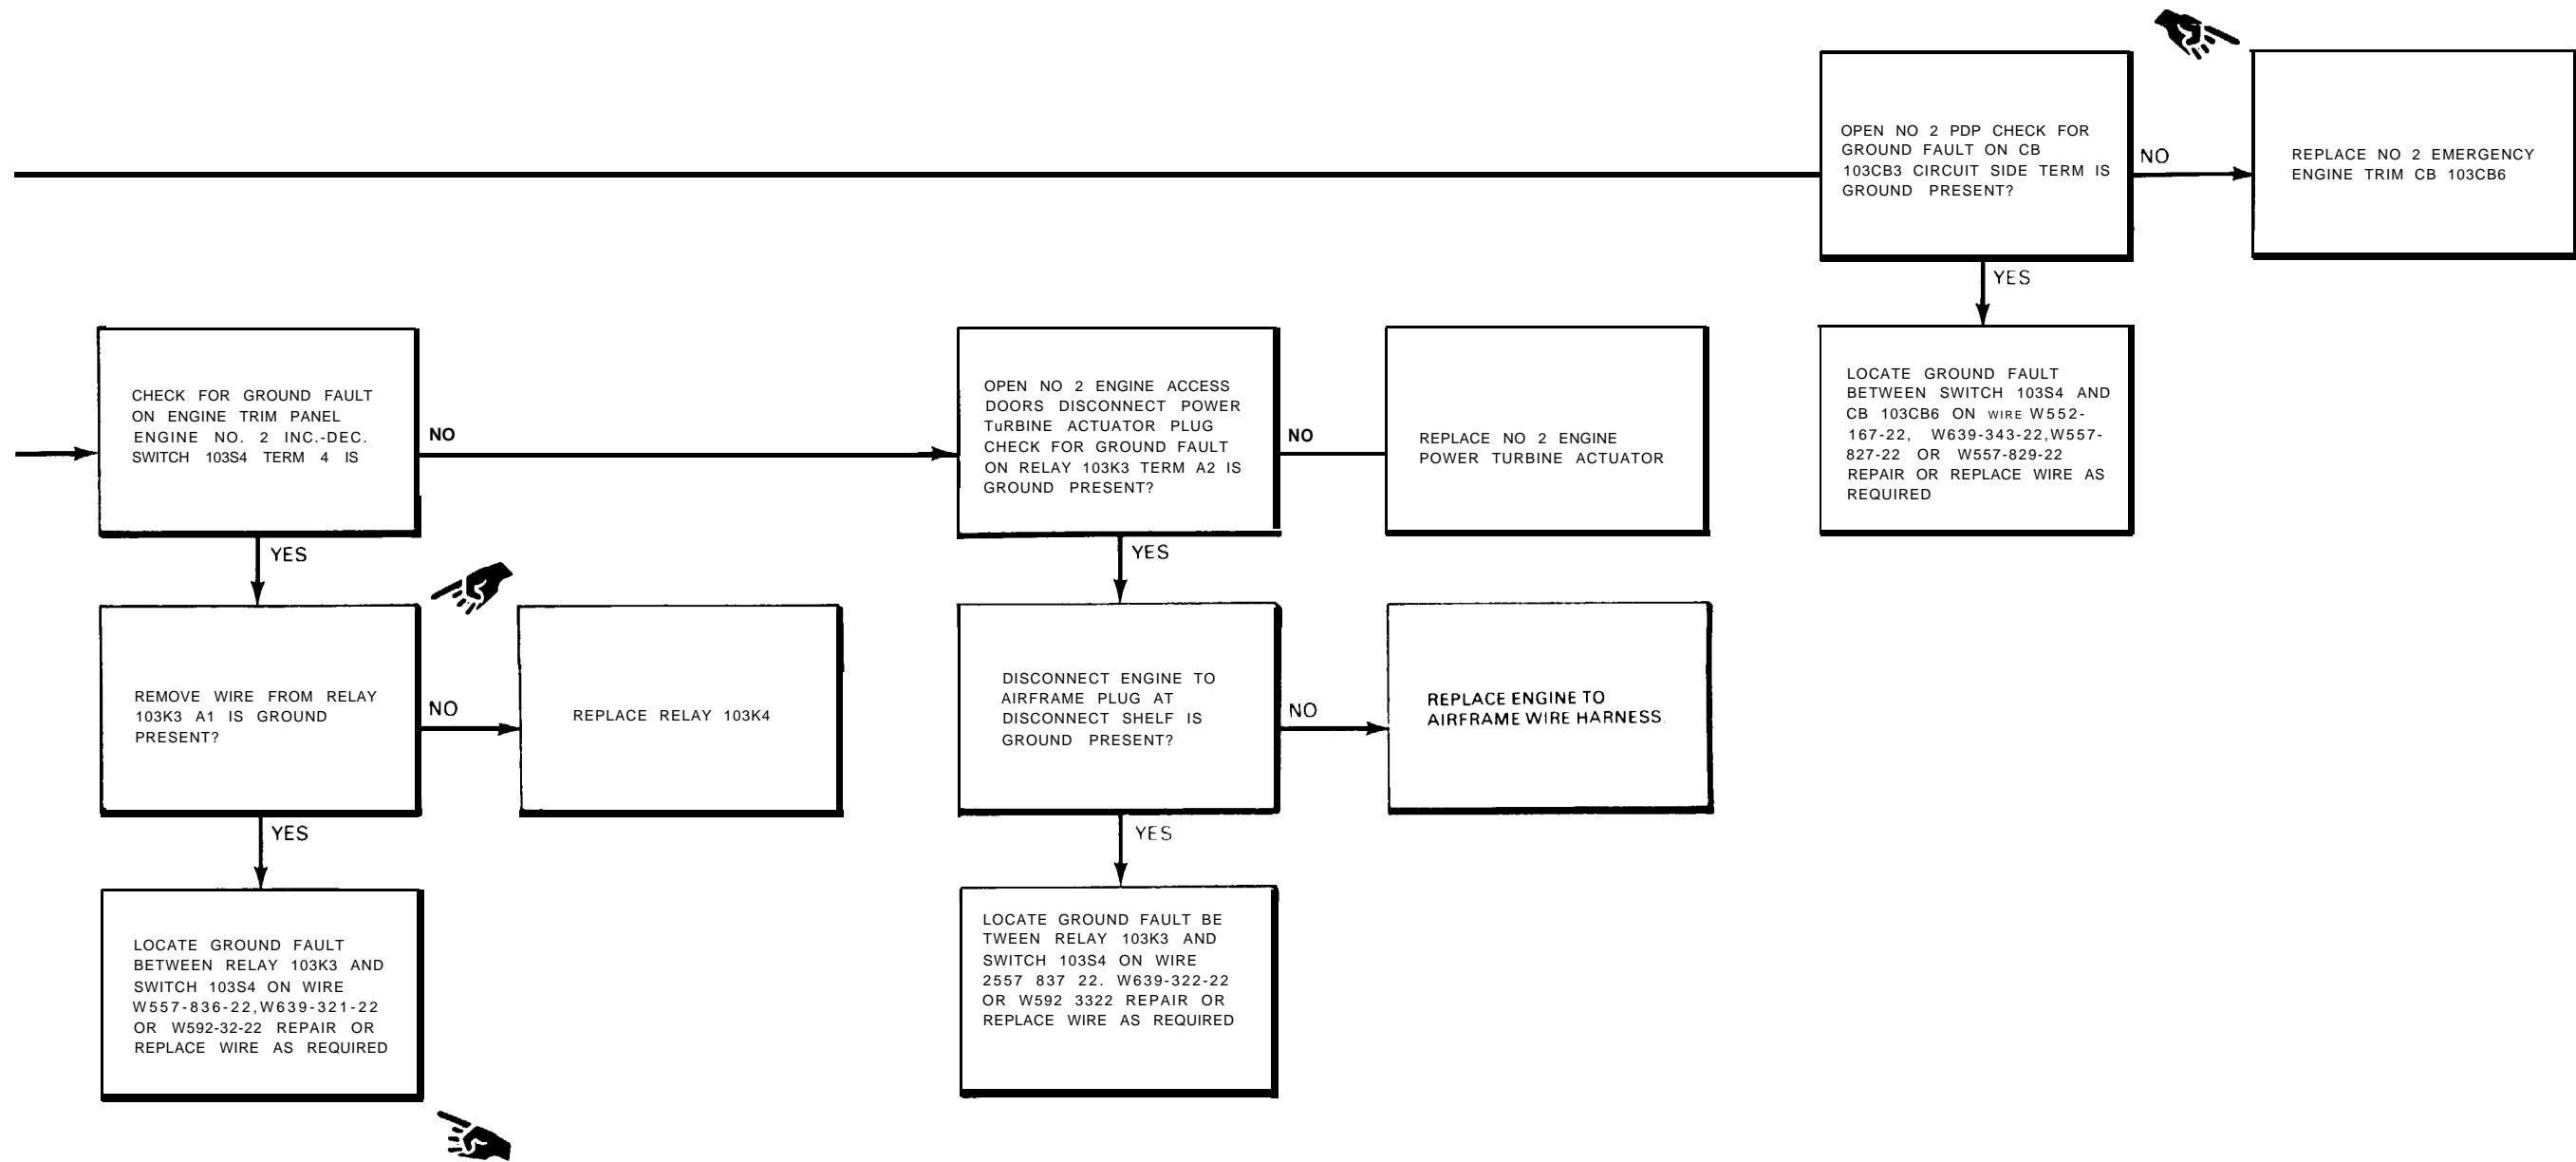 OPEN NO 2 PDP CHECK FOR
GROUND FAULT ON CB
103CB3 CIRCUIT SIDE TERM IS
GROUND PRESENT?
NO
REPLACE NO 2 EMERGENCY
ENGINE TRIM CB 103CB6
YES
CHECK FOR GROUND FAULT
ON ENGINE TRIM PANEL
ENGINE NO. 2 INC.-DEC.
SWITCH 103S4 TERM 4 IS
NO
OPEN NO 2 ENGINE ACCESS
DOORS DISCONNECT POWER
TuRBINE ACTUATOR PLUG
CHECK FOR GROUND FAULT
ON RELAY 103K3 TERM A2 IS
GROUND PRESENT?
NO
REPLACE NO 2 ENGINE
POWER TURBINE ACTUATOR
LOCATE GROUND FAULT
BETWEEN SWITCH 103S4 AND
CB 103CB6 ON WIRE W552-
167-22, W639-343-22,W557-
827-22 OR W557-829-22
REPAIR OR REPLACE WIRE AS
REQUIRED
YES
YES
REMOVE WIRE FROM RELAY
103K3 A1 IS GROUND
PRESENT?
NO
REPLACE RELAY 103K4
DISCONNECT ENGINE TO
AIRFRAME PLUG AT
DISCONNECT SHELF IS
GROUND PRESENT?
NO
REPLACE ENGINE TO
AIRFRAME WIRE HARNESS.
YES
YES
LOCATE GROUND FAULT
BETWEEN RELAY 103K3 AND
SWITCH 103S4 ON WIRE
W557-836-22,W639-321-22
OR W592-32-22 REPAIR OR
REPLACE WIRE AS REQUIRED
LOCATE GROUND FAULT BE
TWEEN RELAY 103K3 AND
SWITCH 103S4 ON WIRE
2557 837 22. W639-322-22
OR W592 3322 REPAIR OR
REPLACE WIRE AS REQUIRED